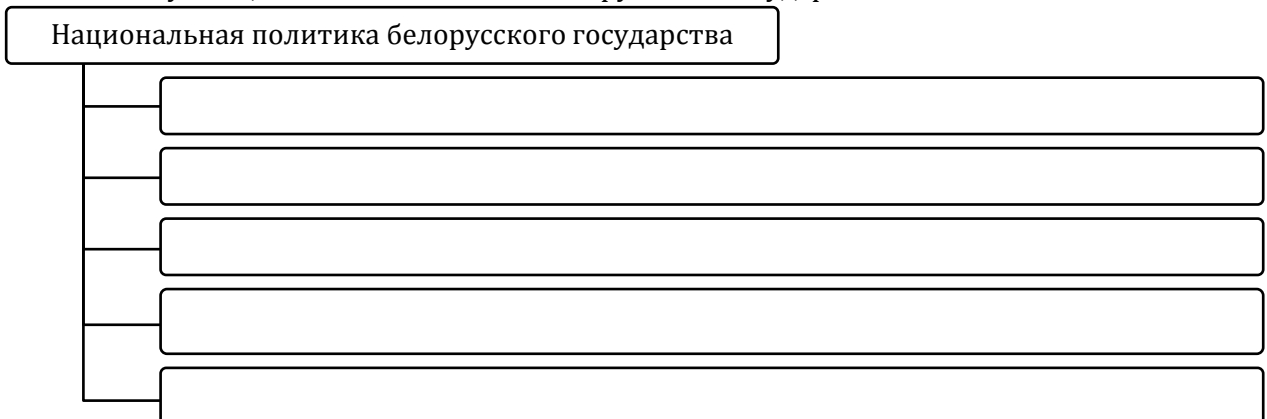 Национальная политика белорусского государства